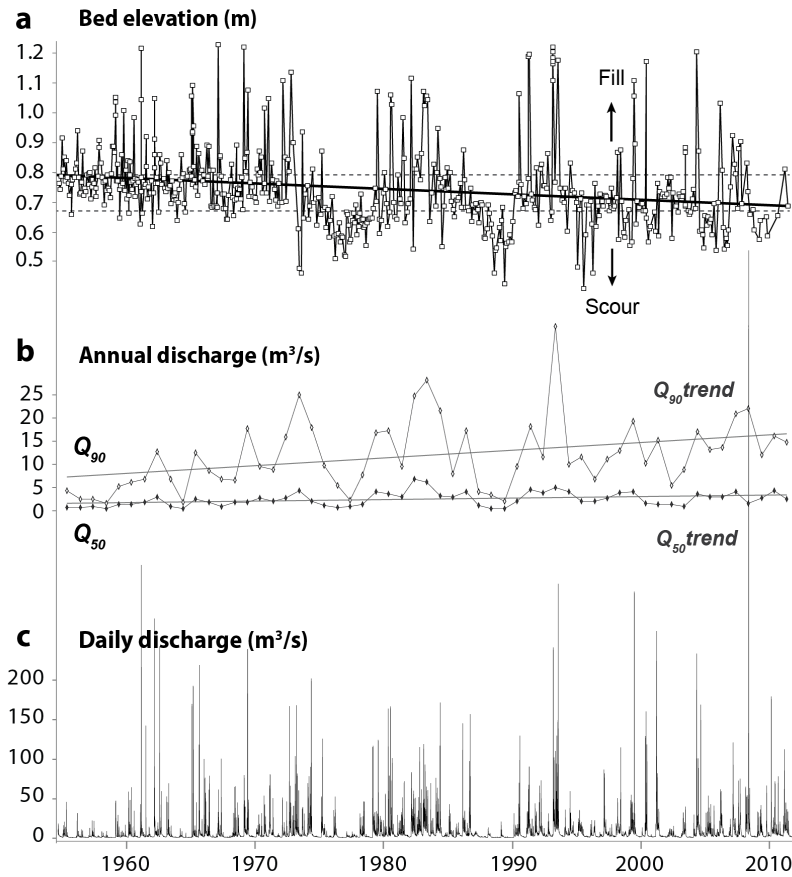 a Bed elevation (m)
1.2
1.1
1.0
0.9
0.8
0.7
0.6
0.5
Fill
Scour
b Annual discharge (m³/s)
25
20
15
10
5
0
Q90
Q90trend
Q50
Q50trend
c Daily discharge (m³/s)
200
150
100
50
0
1960 1970 1980 1990 2000 2010